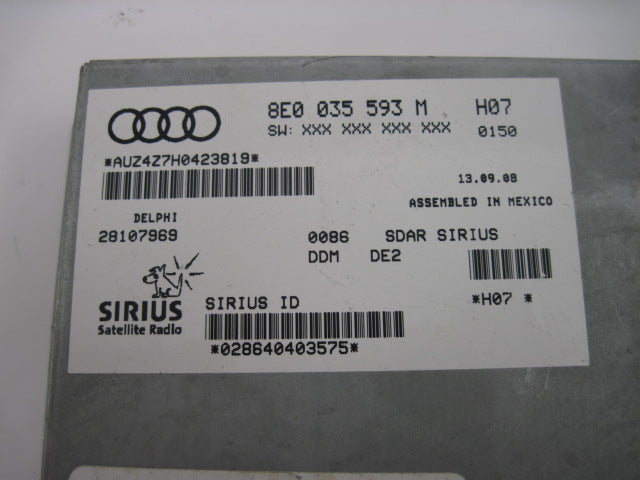 8E0 035 593 M H07
SW: XXX XXX XXX XXX 0150
*AUZ4Z7H0423819*
13.09.08
ASSEMBLED IN MEXICO
DELPHI
28107969 0086 SDAR SIRIUS
DDM DE2
SIRIUS
Satellite Radio
SIRIUS ID
*H07 *
*028640403575*